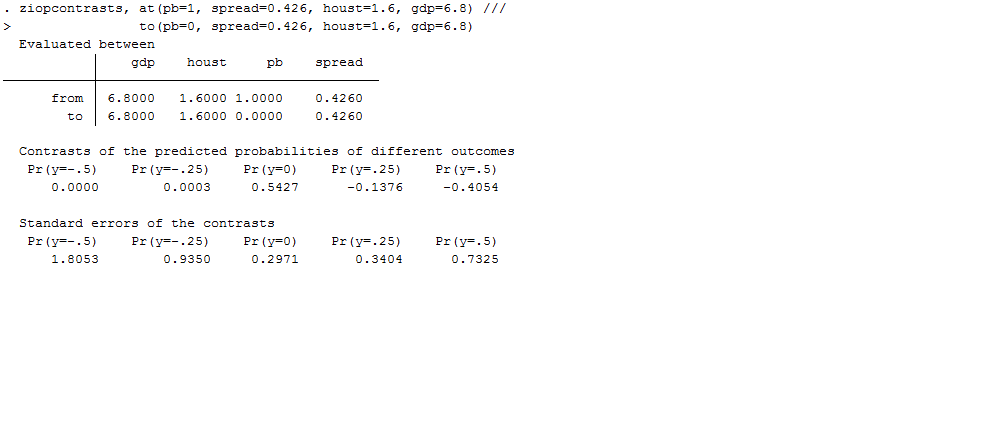 . ziopcontrasts, at(pb=1, spread=0.426, houst=1.6, gdp=6.8) ///
> to(pb=0, spread=0.426, houst=1.6, gdp=6.8)
Evaluated between
gdp houst pb spread
from 6.8000 1.6000 1.0000 0.4260
to 6.8000 1.6000 0.0000 0.4260
Contrasts of the predicted probabilities of different outcomes
Pr(y=-.5) Pr(y=-.25) Pr(y=0) Pr(y=.25) Pr(y=.5)
0.0000 0.0003 0.5427 -0.1376 -0.4054
Standard errors of the contrasts
Pr(y=-.5) Pr(y=-.25) Pr(y=0) Pr(y=.25) Pr(y=.5)
1.8053 0.9350 0.2971 0.3404 0.7325